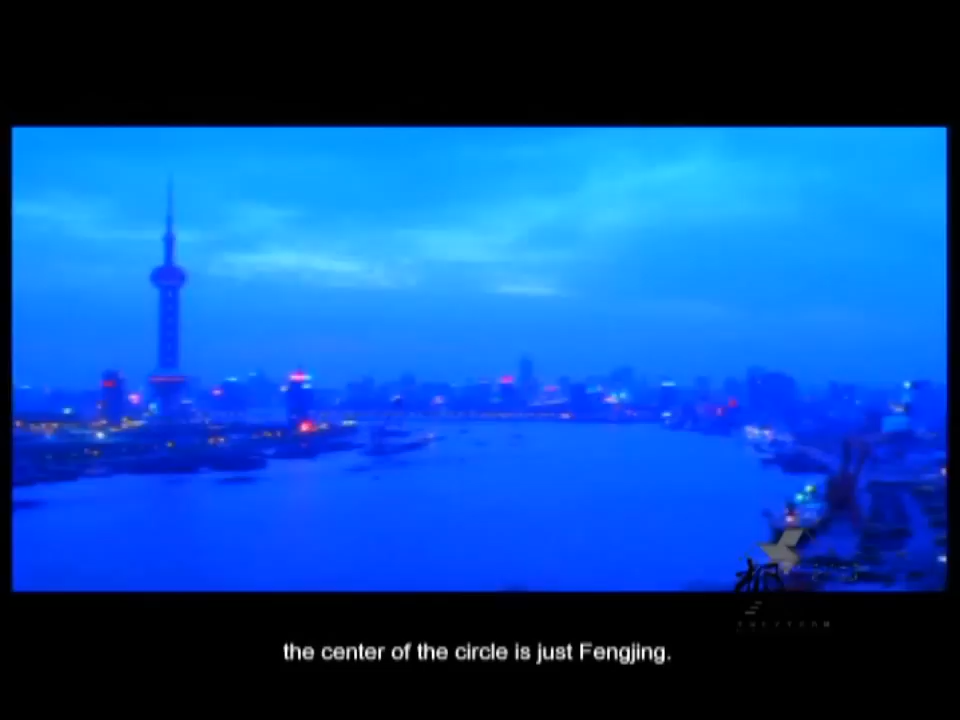 the center of the circle is just Fengjing.